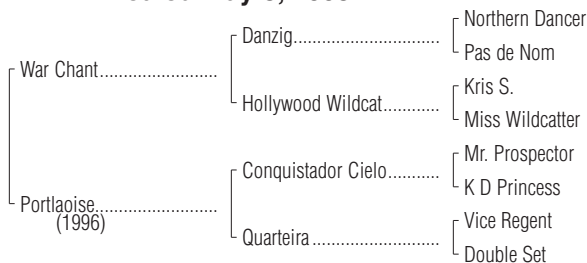 Northern Dancer
Danzig........................................
Pas de Nom
War Chant.................................
Kris S.
Hollywood Wildcat................
Miss Wildcatter
Mr. Prospector
Conquistador Cielo...............
K D Princess
Portlaoise..................................
(1996)
Vice Regent
Quarteira ....................................
Double Set